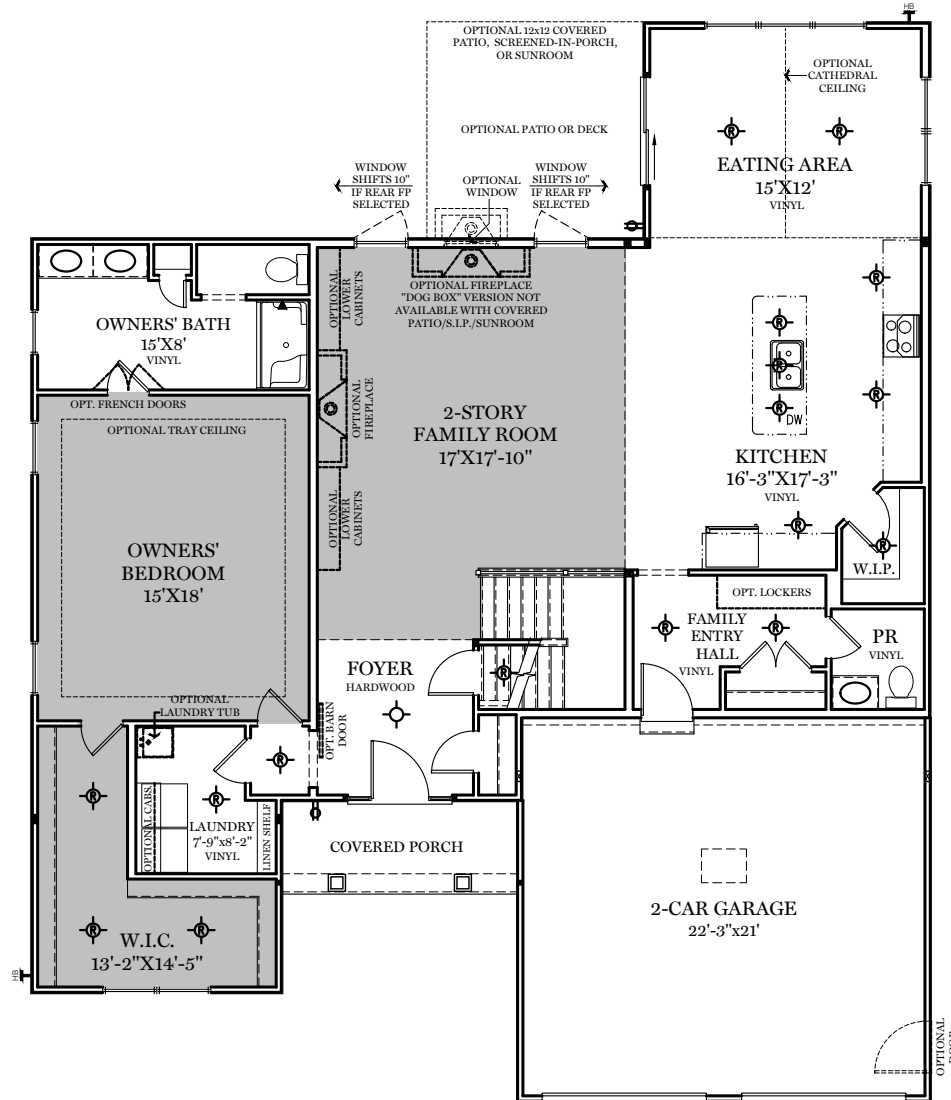 HB
OPTIONAL 12x12 COVERED
PATIO, SCREENED-IN-PORCH,
OR SUNROOM
OPTIONAL
CATHEDRAL
CEILING
OPTIONAL PATIO OR DECK
R
R
EATING AREA
15'X12'
VINYL
WINDOW
SHIFTS 10"
IF REAR FP
SELECTED
OPTIONAL
WINDOW
WINDOW
SHIFTS 10"
IF REAR FP
SELECTED
OWNERS' BATH
15'X8'
VINYL
OPTIONAL
LOWER
CABINETS
OPTIONAL FIREPLACE
"DOG BOX" VERSION NOT
AVAILABLE WITH COVERED
PATIO/S.I.P./SUNROOM
R
R
R
R
R
DW
OPT. FRENCH DOORS
OPTIONAL TRAY CEILING
OPTIONAL
FIREPLACE
2-STORY
FAMILY ROOM
17'X17'-10"
KITCHEN
16'-3"X17'-3"
VINYL
OPTIONAL
LOWER
CABINETS
R
R
W.I.P.
OWNERS'
BEDROOM
15'X18'
OPT. LOCKERS
R
FAMILY
ENTRY
HALL
VINYL
R
PR
VINYL
FOYER
HARDWOOD
R
OPTIONAL
LAUNDRY TUB
OPT. BARN
DOOR
R
R
R
OPTIONAL CABS.
LAUNDRY
7'-9"x8'-2"
VINYL
LINEN SHELF
COVERED PORCH
2-CAR GARAGE
22'-3"x21'
R
R
W.I.C.
13'-2"X14'-5"
HB
OPTIONAL